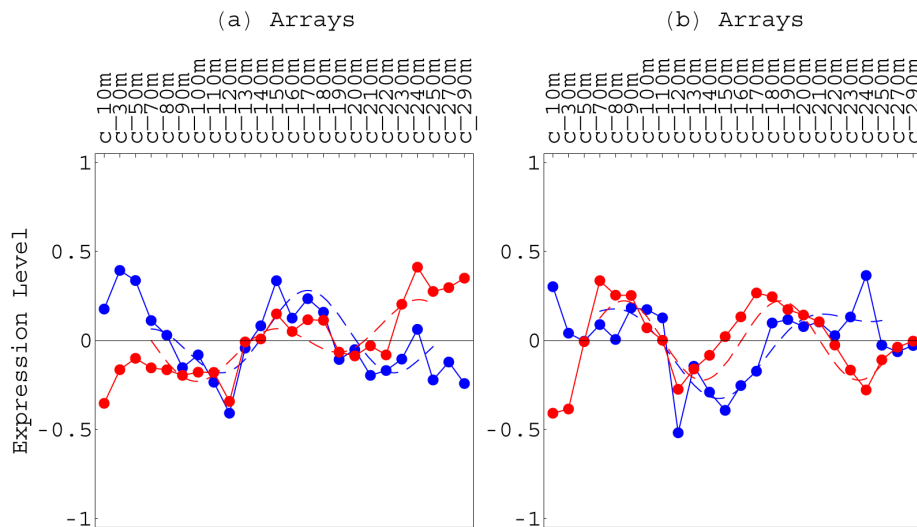 (a) Arrays
c_10m
c_30m
c_50m
c_70m
c_80m
c_90m
c_100m
c_110m
c_120m
c_130m
c_140m
c_150m
c_160m
c_170m
c_180m
c_190m
c_200m
c_210m
c_220m
c_230m
c_240m
c_250m
c_270m
c_290m
1
0.5
0
-0.5
-1
Expression Level
(b) Arrays
c_10m
c_30m
c_50m
c_70m
c_80m
c_90m
c_100m
c_110m
c_120m
c_130m
c_140m
c_150m
c_160m
c_170m
c_180m
c_190m
c_200m
c_210m
c_220m
c_230m
c_240m
c_250m
c_270m
c_290m
1
0.5
0
-0.5
-1